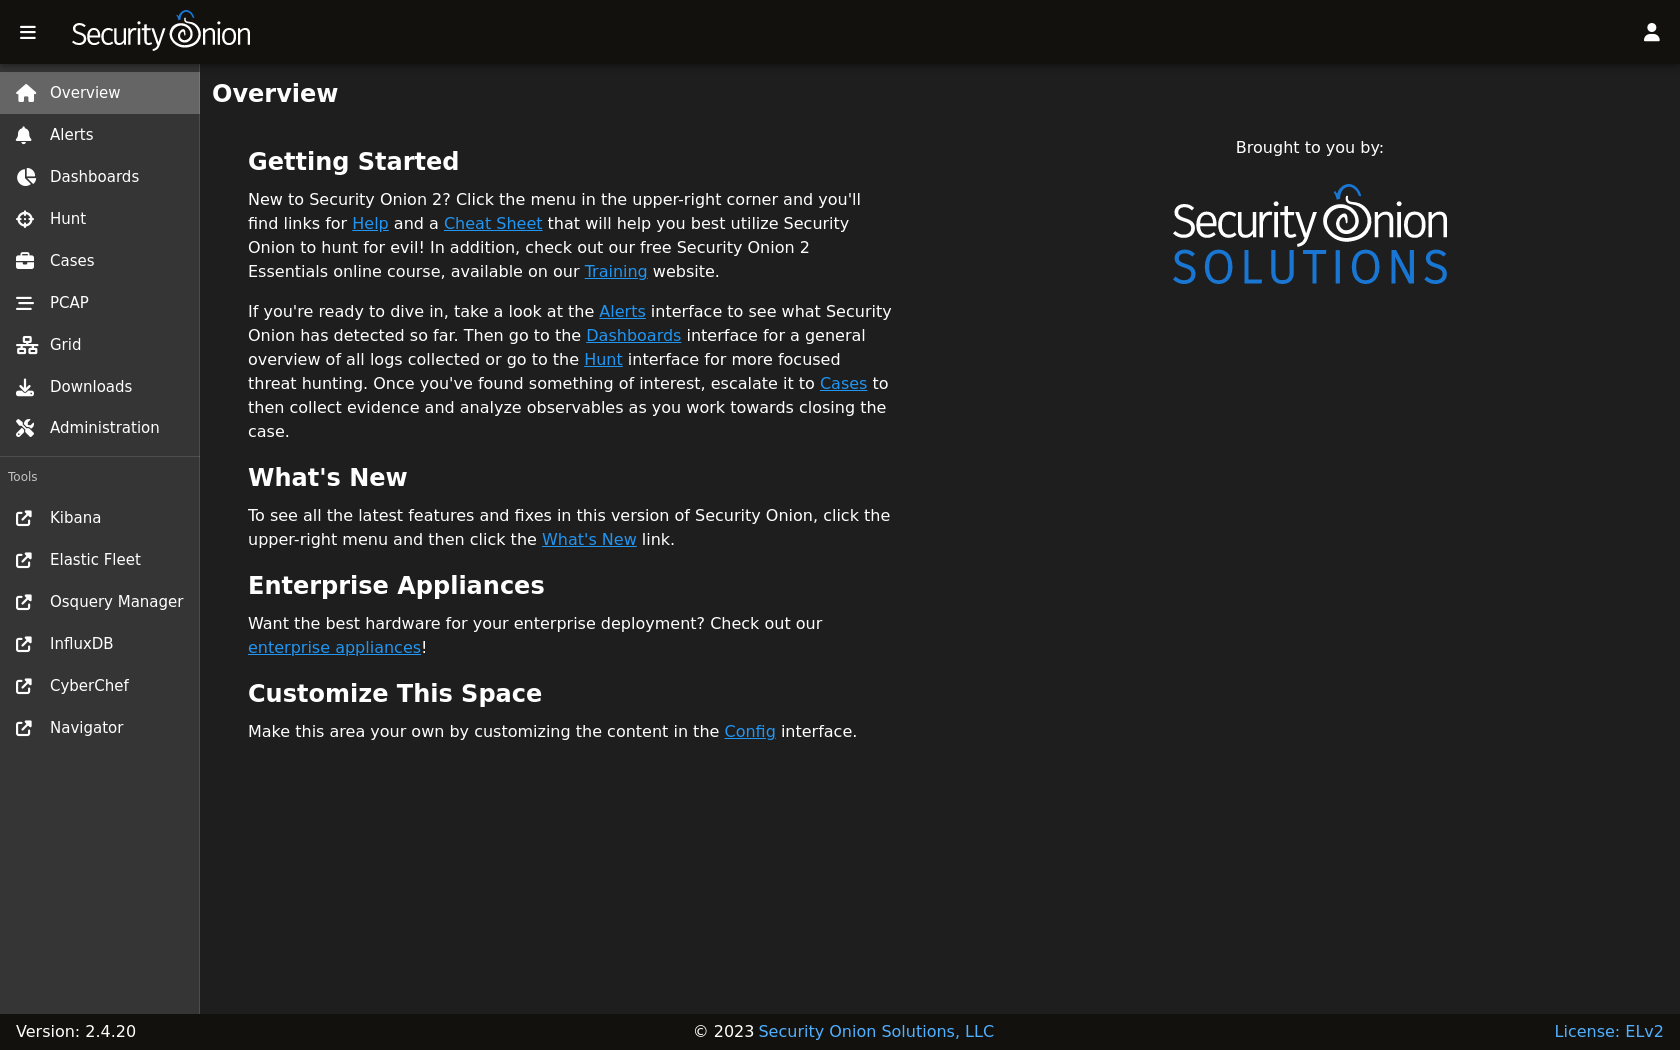 Security Onion
Overview
Alerts
Dashboards
Hunt
Cases
PCAP
Grid
Downloads
Administration
Tools
Kibana
Elastic Fleet
Osquery Manager
InfluxDB
CyberChef
Navigator
Overview
Getting Started
New to Security Onion 2? Click the menu in the upper-right corner and you'll
find links for Help and a Cheat Sheet that will help you best utilize Security
Onion to hunt for evil! In addition, check out our free Security Onion 2
Essentials online course, available on our Training website.
If you're ready to dive in, take a look at the Alerts interface to see what Security
Onion has detected so far. Then go to the Dashboards interface for a general
overview of all logs collected or go to the Hunt interface for more focused
threat hunting. Once you've found something of interest, escalate it to Cases to
then collect evidence and analyze observables as you work towards closing the
case.
What's New
To see all the latest features and fixes in this version of Security Onion, click the
upper-right menu and then click the What's New link.
Enterprise Appliances
Want the best hardware for your enterprise deployment? Check out our
enterprise appliances!
Customize This Space
Make this area your own by customizing the content in the Config interface.
Brought to you by:
Security Onion
SOLUTIONS
Version: 2.4.20
© 2023 Security Onion Solutions, LLC
License: ELv2